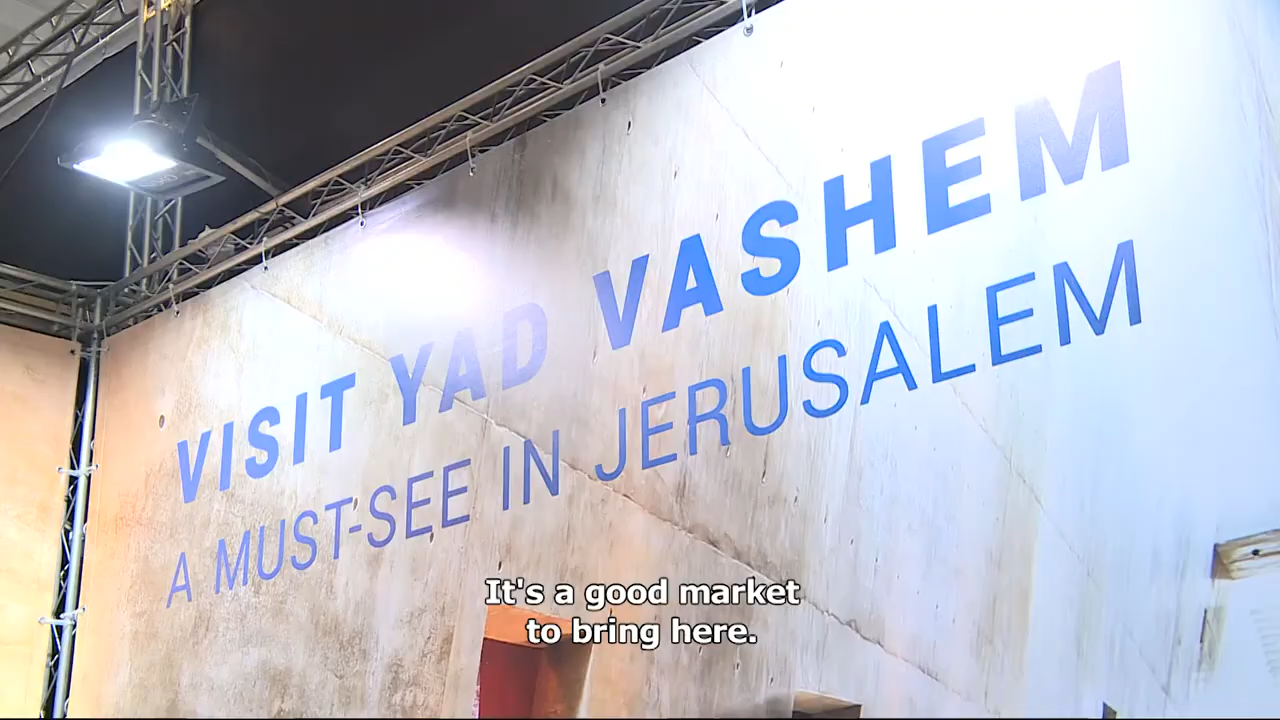 VISIT YAD VASHEM
A MUST-SEE IN JERUSALEM
It's a good market
to bring here.